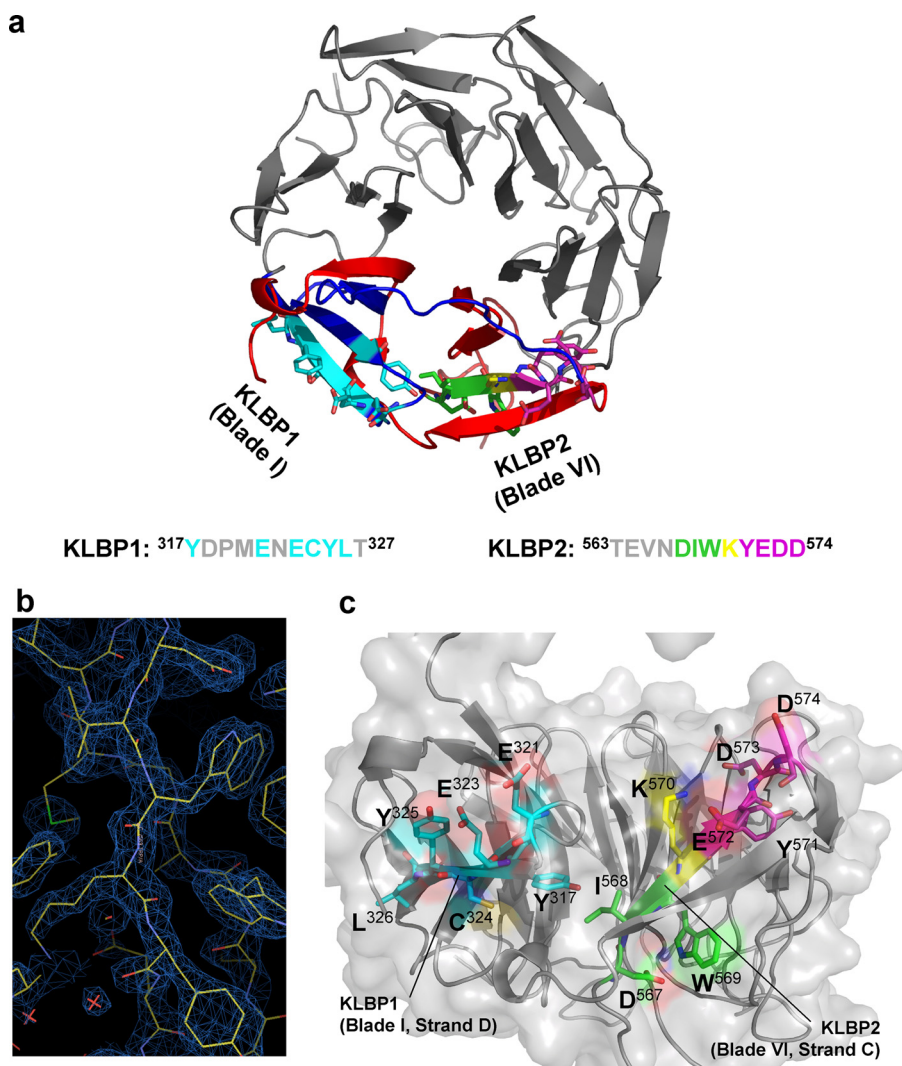 a
KLBP1
(Blade I)
KLBP2
(Blade VI)
KLBP1: ³¹⁷YDPMENECYLT³²⁷
KLBP2: ⁵⁶³TEVNDIWKYEDD⁵⁷⁴
b
c
D⁵⁷⁴
E³²¹
D⁵⁷³
E³²³
K⁵⁷⁰
Y³²⁵
E⁵⁷²
Y⁵⁷¹
I⁵⁶⁸
Y³¹⁷
L³²⁶
C³²⁴
W⁵⁶⁹
D⁵⁶⁷
KLBP1
(Blade I, Strand D)
KLBP2
(Blade VI, Strand C)